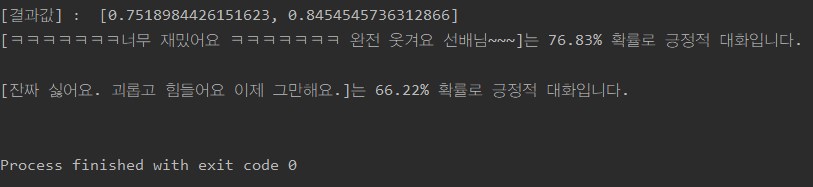 [결과값] :  [0.7518984426151623, 0.8454545736312866]
[ㅋㅋㅋㅋㅋㅋㅋ너무 재밌어요 ㅋㅋㅋㅋㅋㅋㅋ 완전 웃겨요 선배님~~~]는 76.83% 확률로 긍정적 대화입니다.
[잔짜 싫어요. 괴롭고 힘들어요 이제 그만해요.]는 66.22% 확률로 긍정적 대화입니다.
Process finished with exit code 0